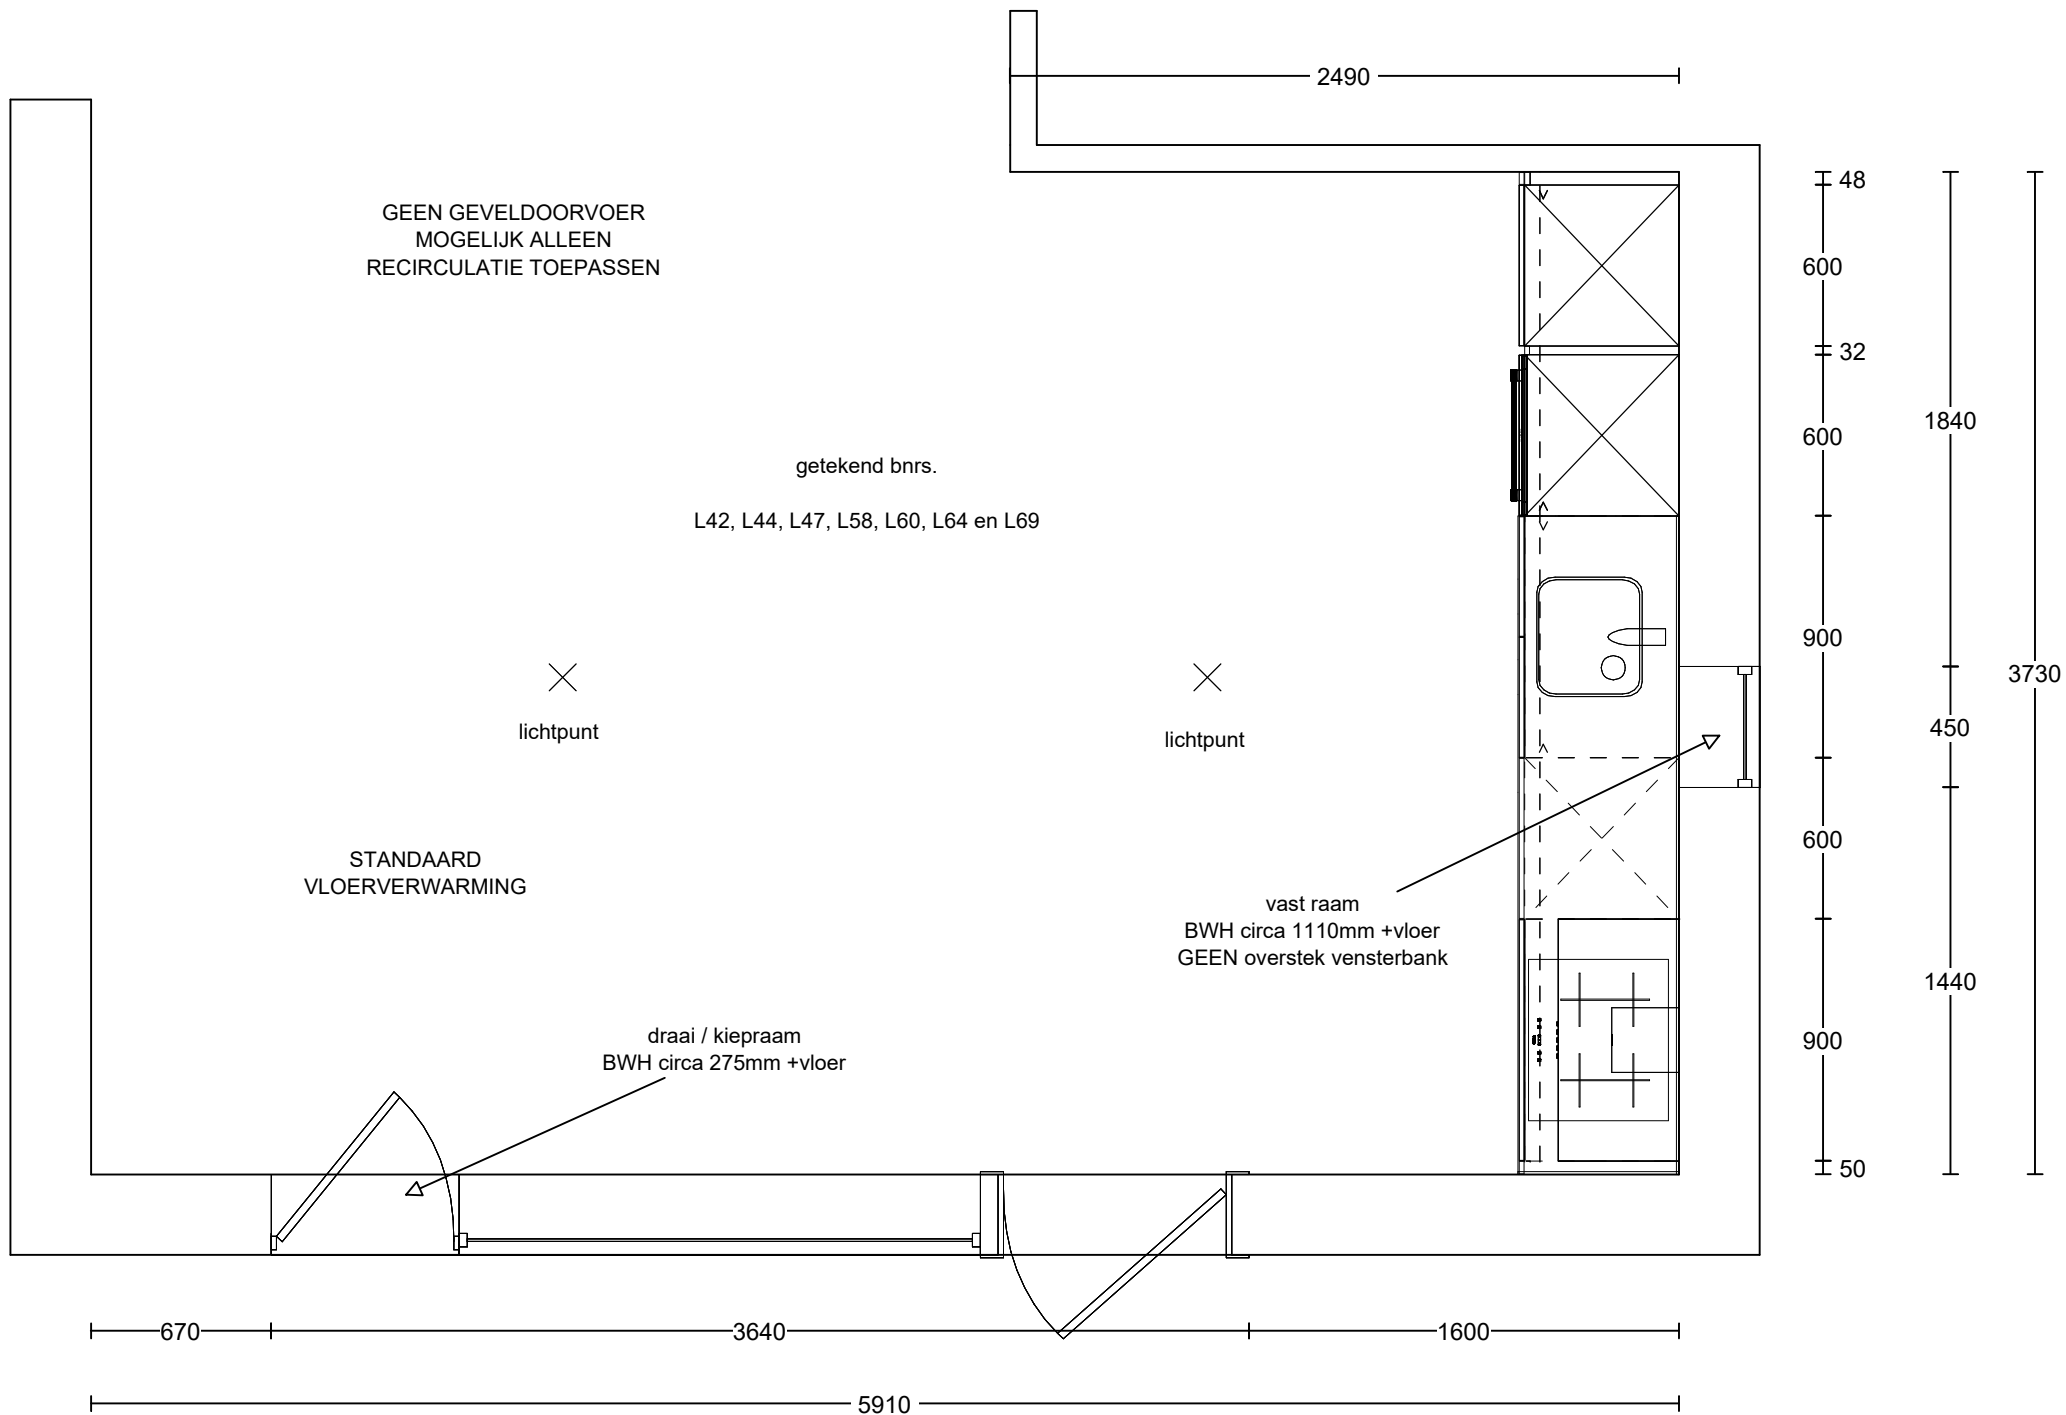 2490
48
GEEN GEVELDOORVOER
MOGELIJK ALLEEN
RECIRCULATIE TOEPASSEN
600
32
1840
600
getekend bnrs.
L42, L44, L47, L58, L60, L64 en L69
900
3730
lichtpunt
lichtpunt
450
600
STANDAARD
VLOERVERWARMING
vast raam
BWH circa 1110mm +vloer
GEEN overstek vensterbank
1440
draai / kiepraam
BWH circa 275mm +vloer
900
50
670
3640
1600
5910